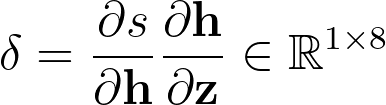 δ = ∂s/∂𝐡 ∂𝐡/∂𝐳 ∈ ℝ^{1×8}